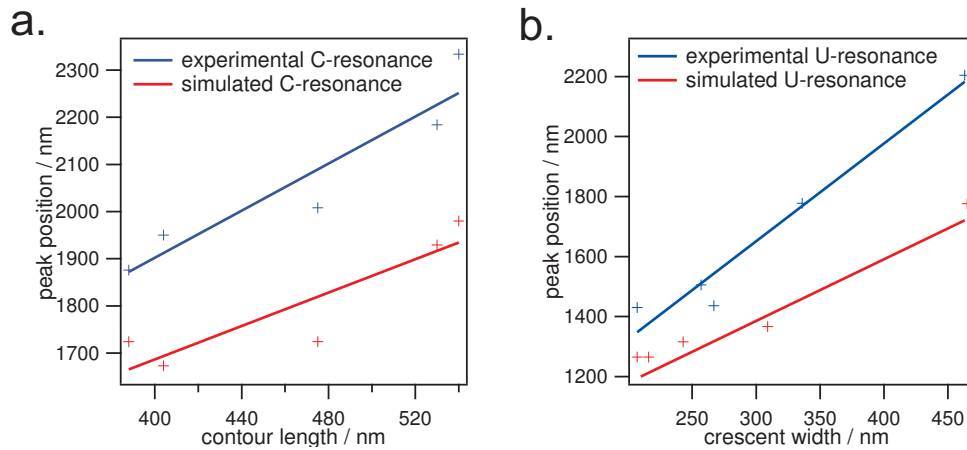 a.
experimental C-resonance
simulated C-resonance
peak position / nm
2300
2200
2100
2000
1900
1800
1700
400 440 480 520
contour length / nm
b.
experimental U-resonance
simulated U-resonance
peak position / nm
2200
2000
1800
1600
1400
1200
250 300 350 400 450
crescent width / nm